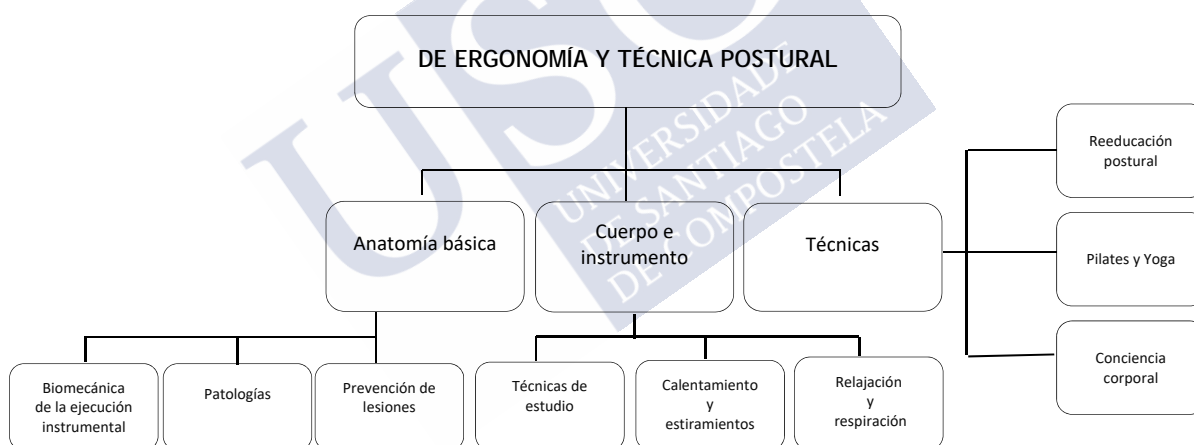 DE ERGONOMÍA Y TÉCNICA POSTURAL
Anatomía básica
Cuerpo e
instrumento
Técnicas
Reeducación
postural
Pilates y Yoga
Conciencia
corporal
Biomecánica
de la ejecución
instrumental
Patologías
Prevención de
lesiones
Técnicas de
estudio
Calentamiento
y
estiramientos
Relajación
y
respiración
USC
UNIVERSIDADE
DE SANTIAGO
DE COMPOSTELA